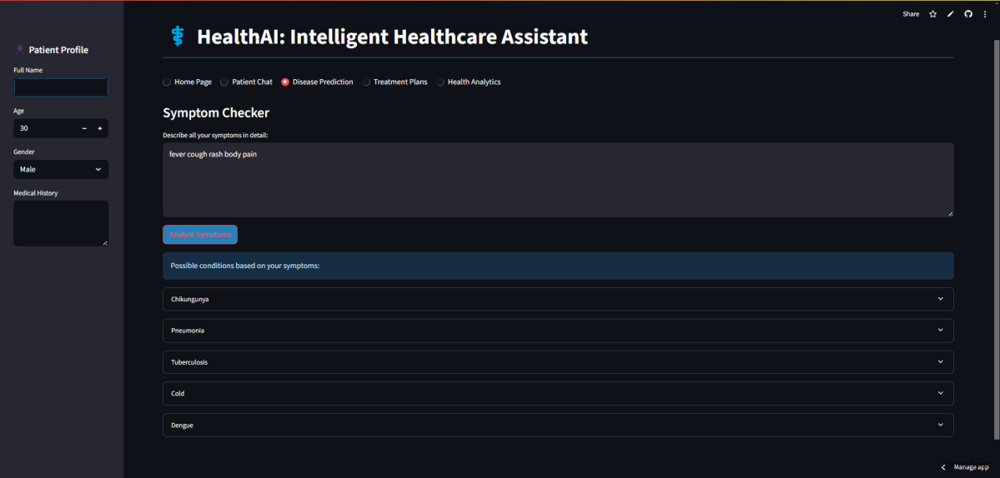 Share
Patient Profile
Full Name
Age
30
Gender
Male
Medical History
HealthAI: Intelligent Healthcare Assistant
Home Page Patient Chat Disease Prediction Treatment Plans Health Analytics
Symptom Checker
Describe all your symptoms in detail:
fever cough rash body pain
Analyze Symptoms
Possible conditions based on your symptoms:
Chikungunya
Pneumonia
Tuberculosis
Cold
Dengue
Manage app